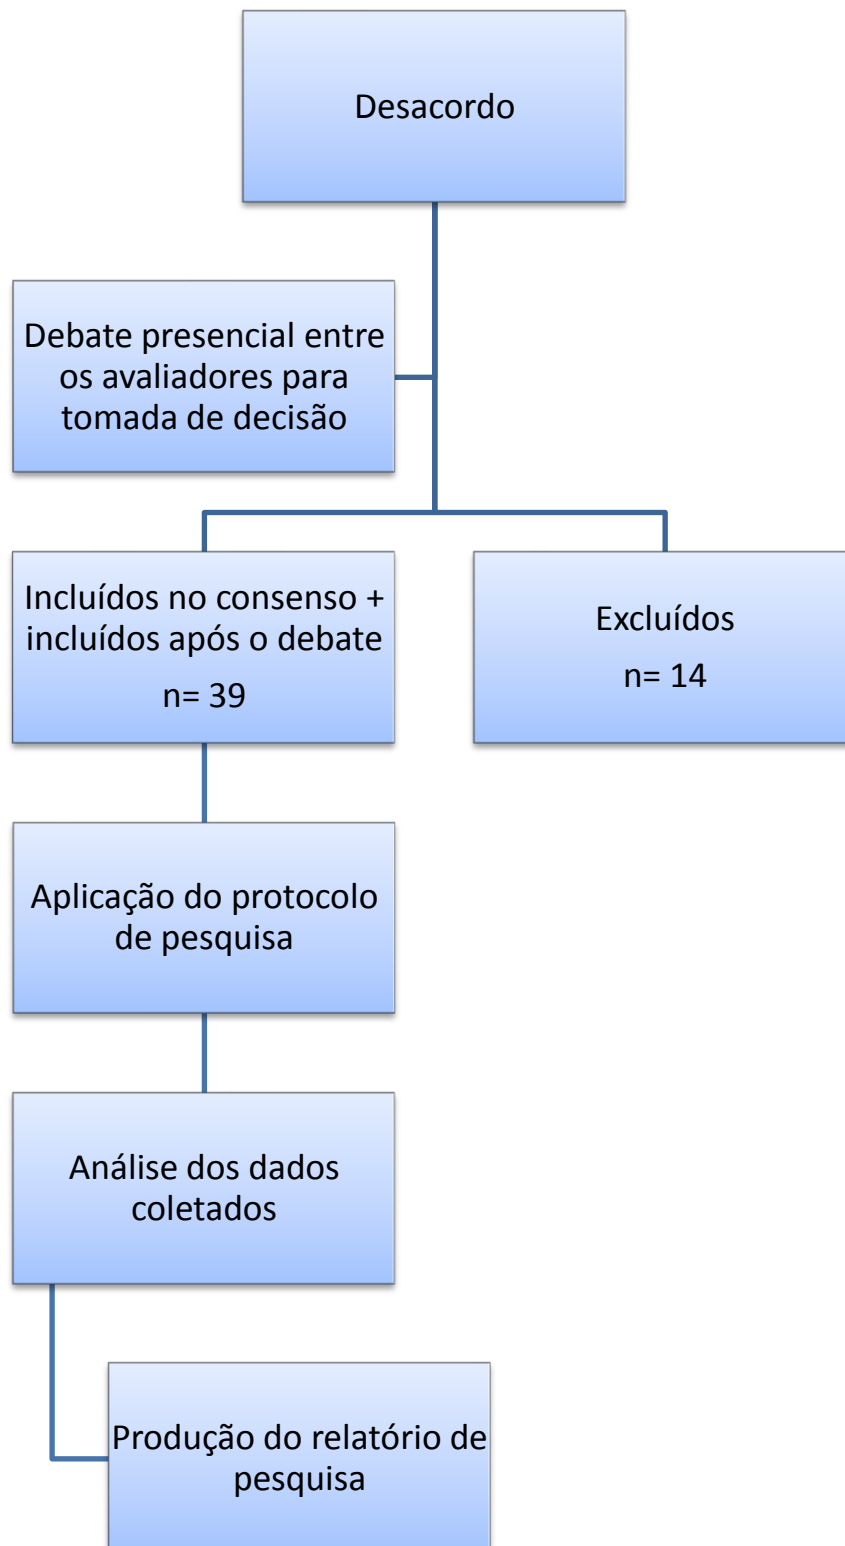 Desacordo
Debate presencial entre
os avaliadores para
tomada de decisão
Incluídos no consenso +
incluídos após o debate
n= 39
Excluídos
n= 14
Aplicação do protocolo
de pesquisa
Análise dos dados
coletados
Produção do relatório de
pesquisa